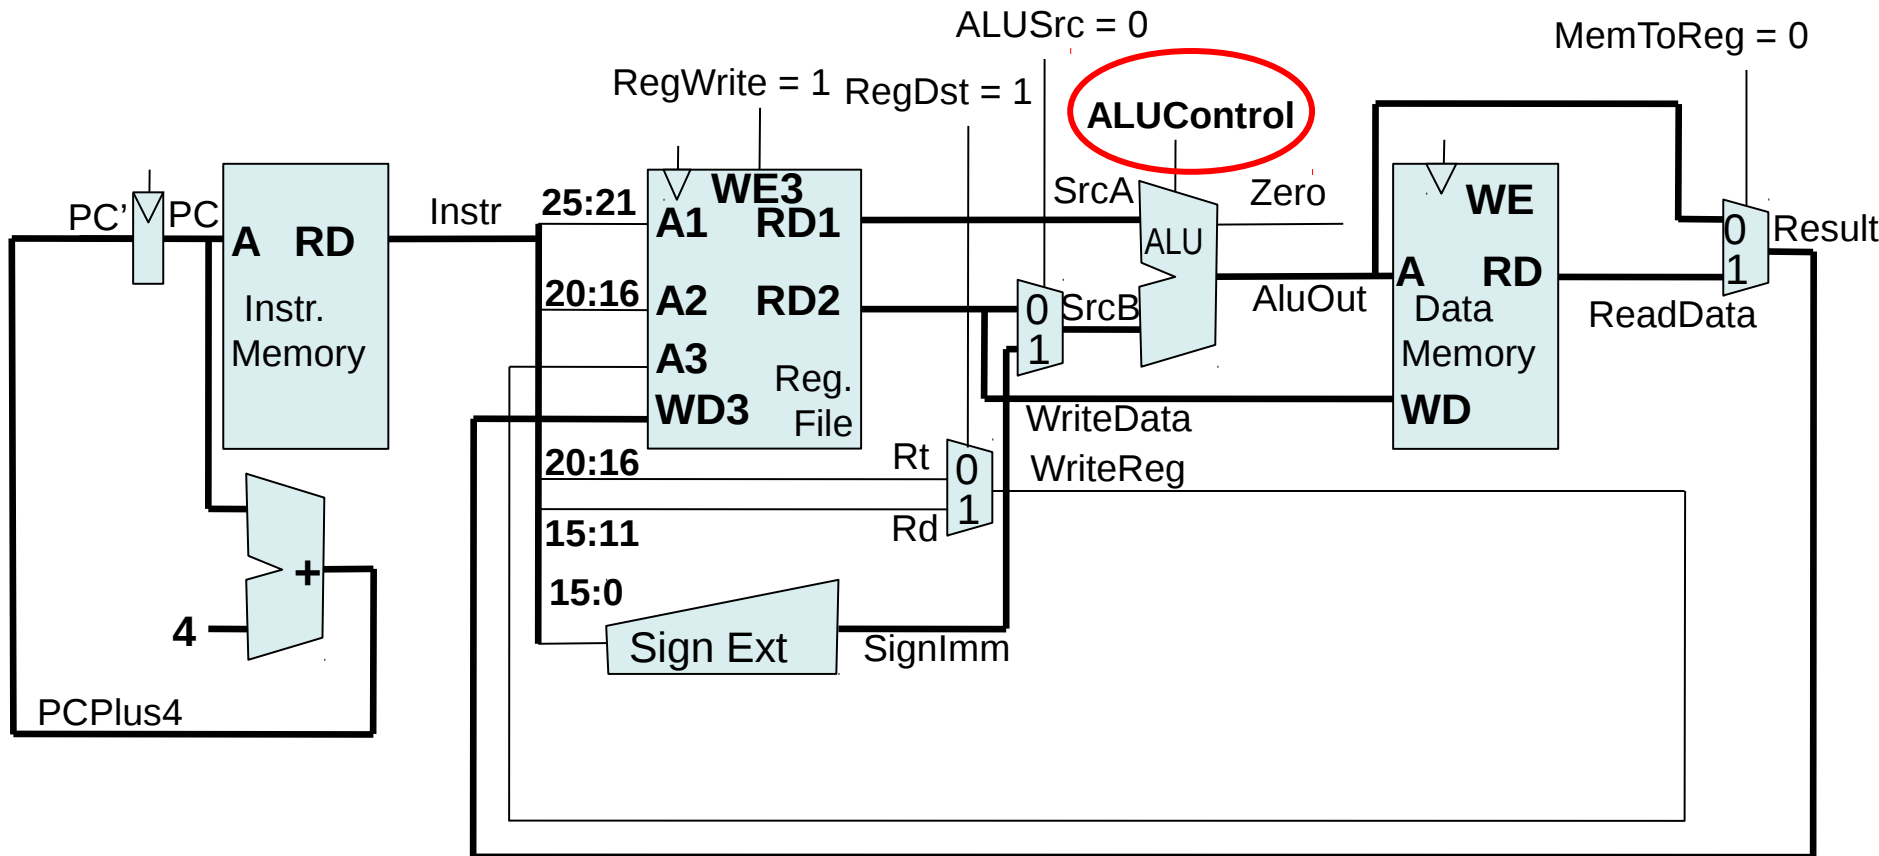 ALUSrc = 0
MemToReg = 0
RegWrite = 1
RegDst = 1
ALUControl
PC’
PC
A RD
Instr.
Memory
Instr
25:21
20:16
WE3
A1 RD1
A2 RD2
A3
WD3
Reg.
File
SrcA
ALU
Zero
0
1
SrcB
AluOut
WE
A RD
Data
Memory
WD
0
1
Result
ReadData
WriteData
WriteReg
20:16
Rt
0
1
15:11
Rd
15:0
Sign Ext
SignImm
+
4
PCPlus4